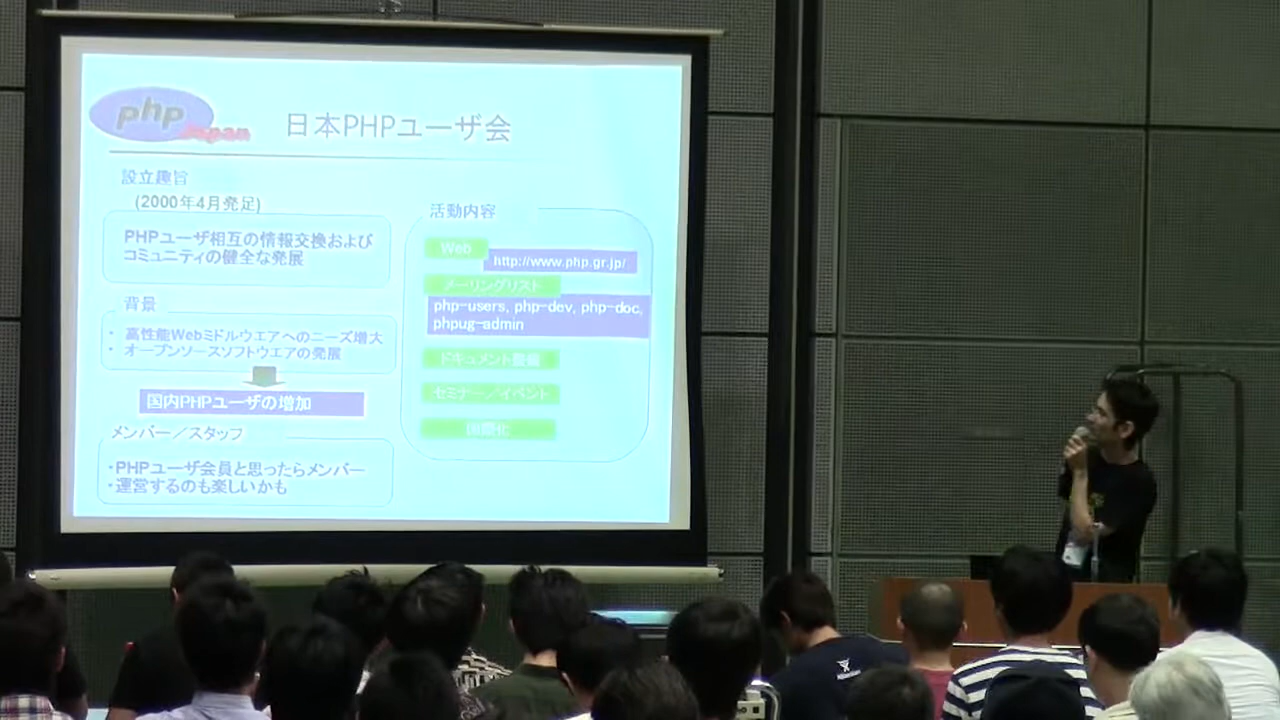 php
Japan
日本PHPユーザ会
設立趣旨
(2000年4月発足)
PHPユーザ相互の情報交換および
コミュニティの健全な発展
背景
・ 高性能Webミドルウエアへのニーズ増大
・ オープンソースソフトウエアの発展
国内PHPユーザの増加
メンバー／スタッフ
・PHPユーザ会員と思ったらメンバー
・運営するのも楽しいかも
活動内容
Web
http://www.php.gr.jp/
メーリングリスト
php-users, php-dev, php-doc,
phpug-admin
ドキュメント整備
セミナー／イベント
国際化